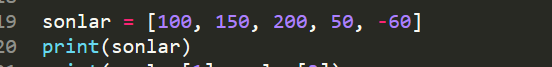 19 sonlar = [100, 150, 200, 50, -60]
20 print(sonlar)